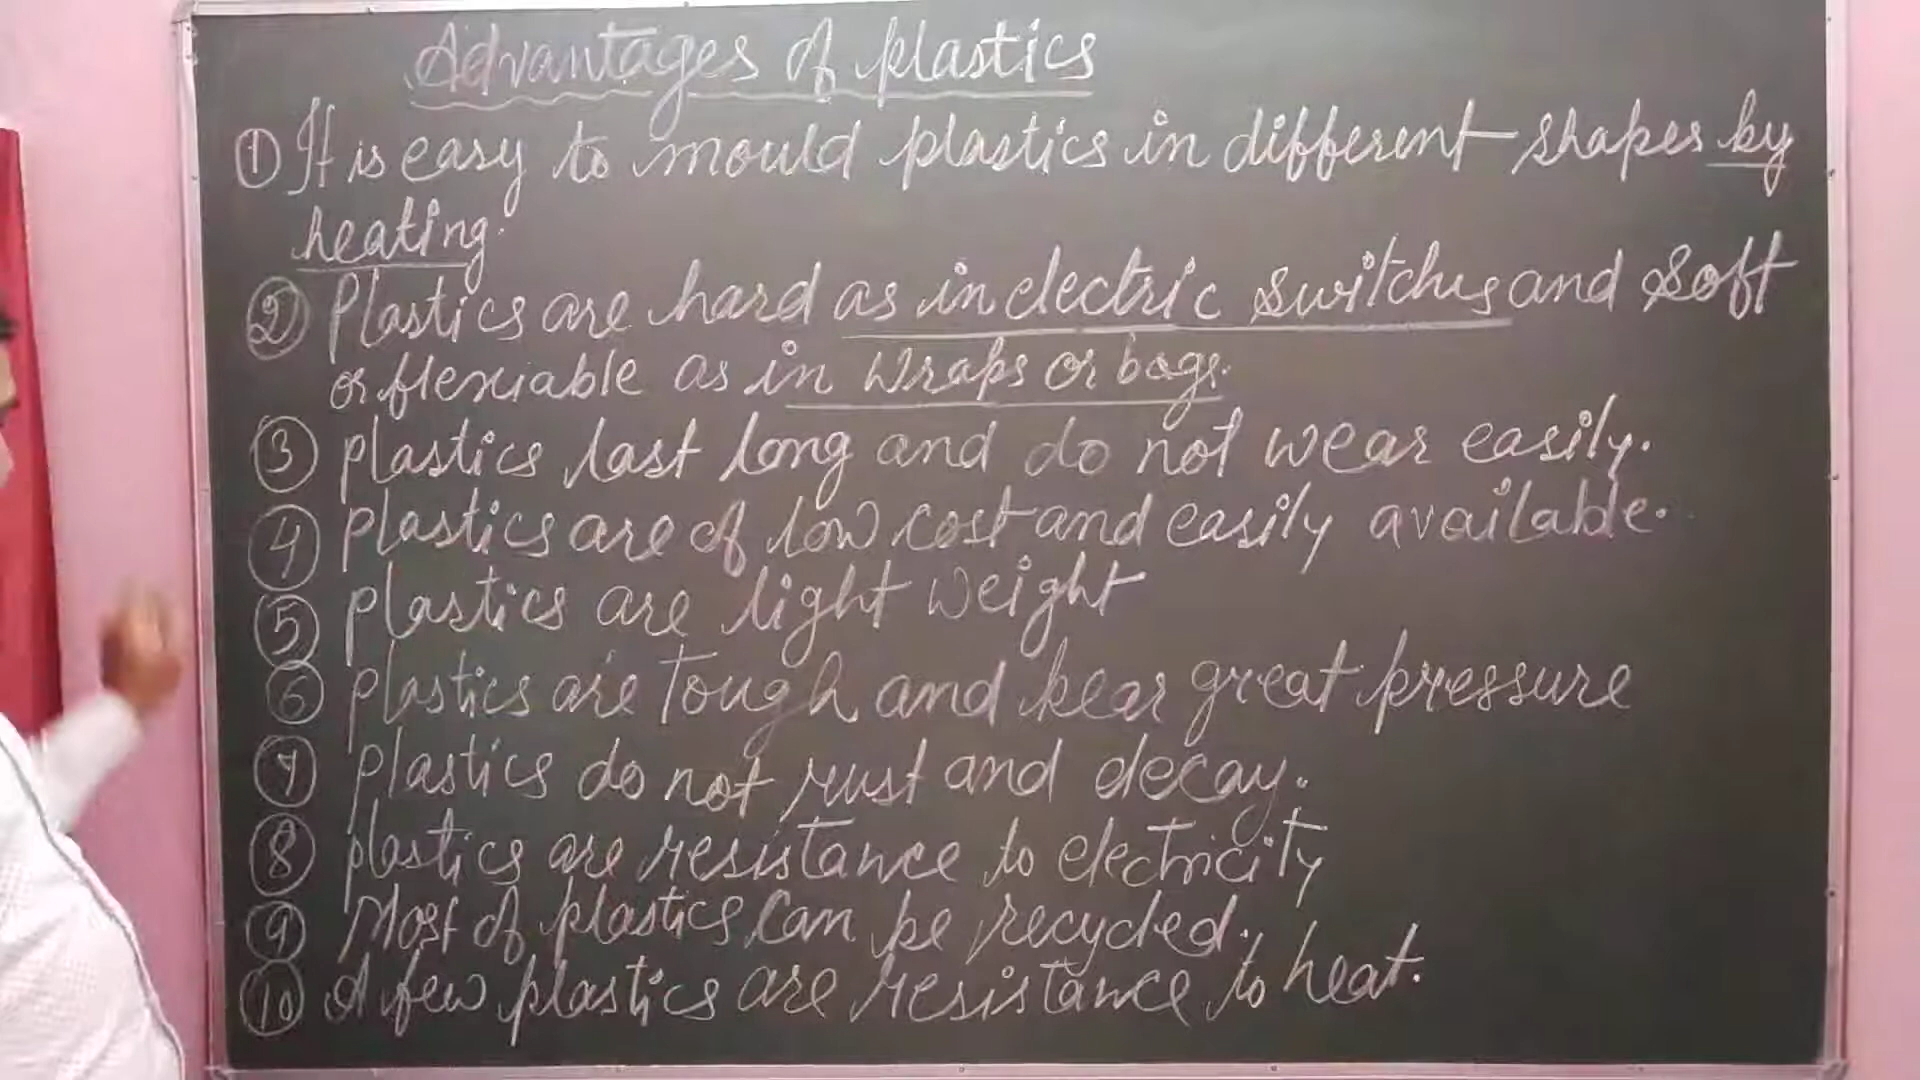 Advantages of plastics
① It is easy to mould plastics in different shapes by
heating.
② Plastics are hard as in electric switches and soft
or flexiable as in wraps or bags.
③ plastics last long and do not wear easily.
④ plastics are of low cost and easily available.
⑤ plastics are light weight
⑥ plastics are tough and bear great pressure
⑦ plastics do not rust and decay.
⑧ plastics are resistance to electricity
⑨ Most of plastics can be recycled.
⑩ A few plastics are resistance to heat.